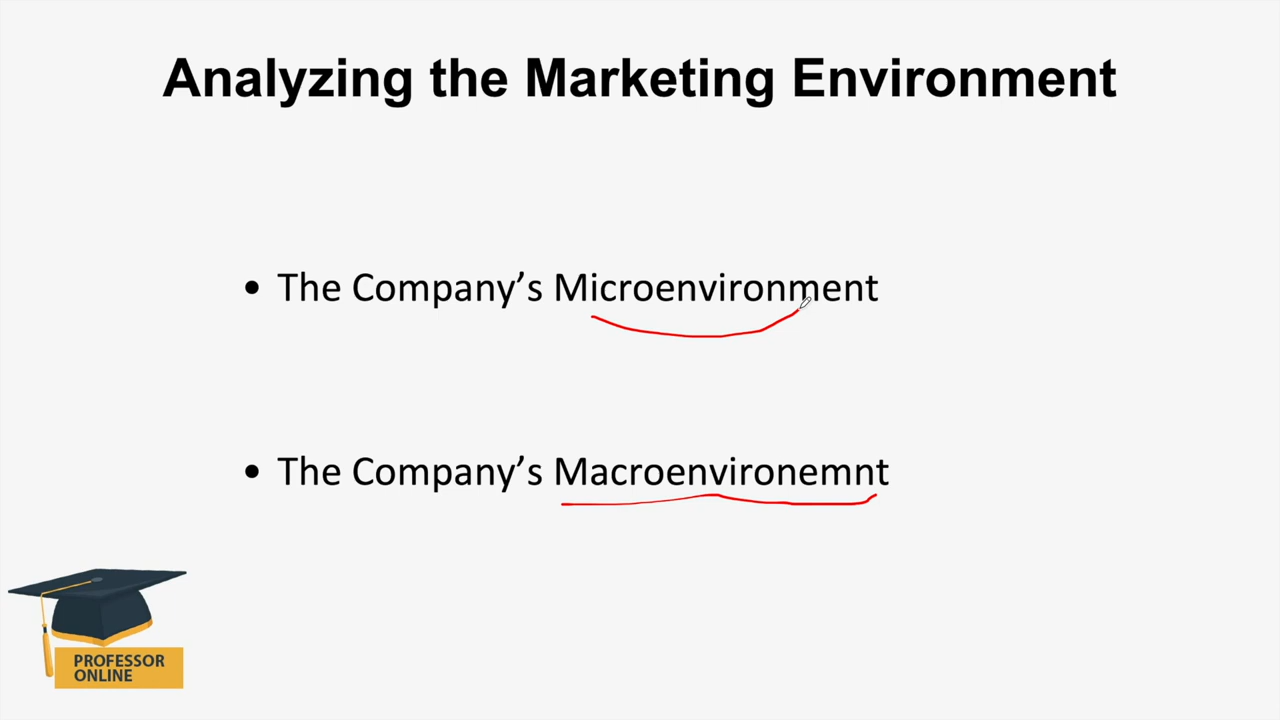 Analyzing the Marketing Environment
• The Company’s Microenvironment
• The Company’s Macroenvironemnt
PROFESSOR
ONLINE